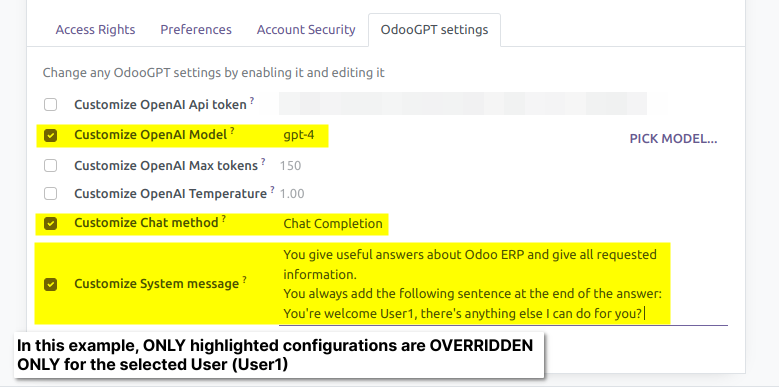 Access Rights Preferences Account Security OdooGPT settings
Change any OdooGPT settings by enabling it and editing it
Customize OpenAI Api token ?
Customize OpenAI Model ? gpt-4 PICK MODEL...
Customize OpenAI Max tokens ? 150
Customize OpenAI Temperature ? 1.00
Customize Chat method ? Chat Completion
You give useful answers about Odoo ERP and give all requested
information.
Customize System message ?
You always add the following sentence at the end of the answer:
You're welcome User1, there's anything else I can do for you?
In this example, ONLY highlighted configurations are OVERRIDDEN
ONLY for the selected User (User1)